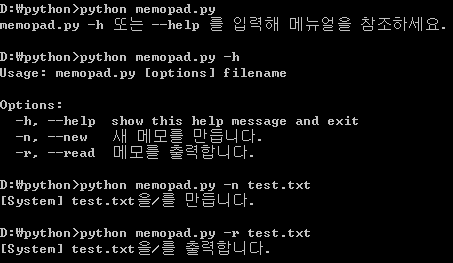 D:\python>python memopad.py
memopad.py -h 또는 --help 를 입력해 메뉴얼을 참조하세요.
D:\python>python memopad.py -h
Usage: memopad.py [options] filename
Options:
-h, --help show this help message and exit
-n, --new 새 메모를 만듭니다.
-r, --read 메모를 출력합니다.
D:\python>python memopad.py -n test.txt
[System] test.txt을/를 만듭니다.
D:\python>python memopad.py -r test.txt
[System] test.txt을/를 출력합니다.